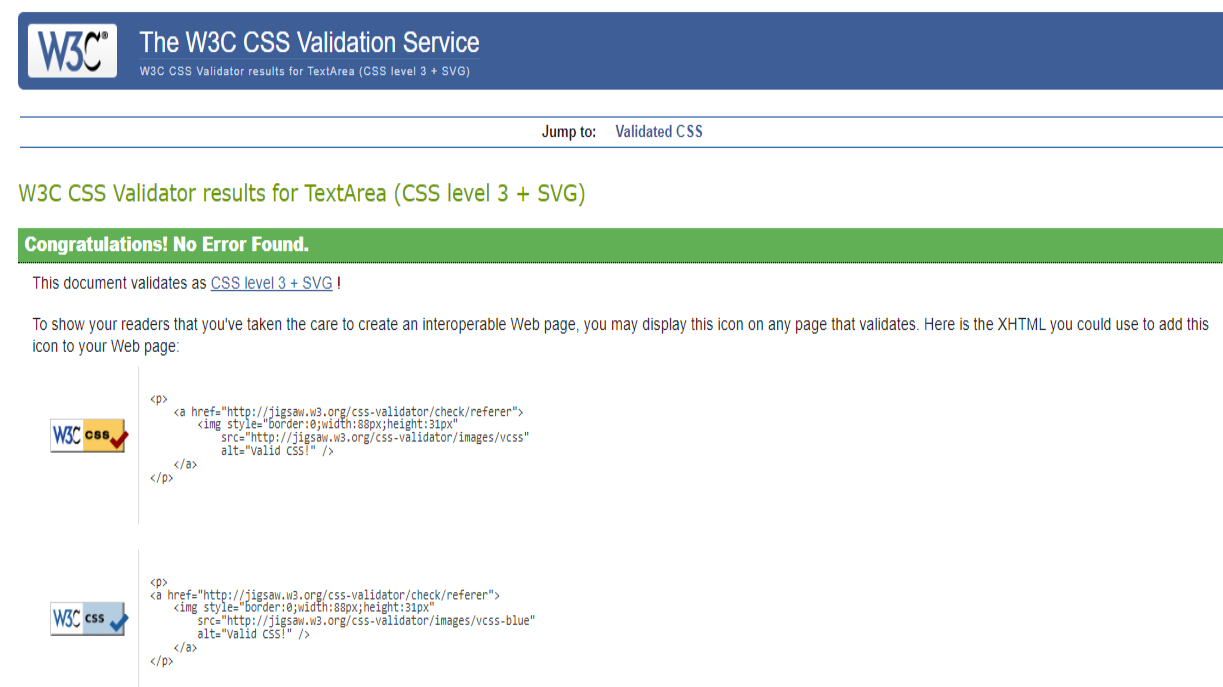 W3C®
The W3C CSS Validation Service
W3C CSS Validator results for TextArea (CSS level 3 + SVG)
Jump to: Validated CSS
W3C CSS Validator results for TextArea (CSS level 3 + SVG)
Congratulations! No Error Found.
This document validates as CSS level 3 + SVG !
To show your readers that you've taken the care to create an interoperable Web page, you may display this icon on any page that validates. Here is the XHTML you could use to add this
icon to your Web page:
W3C css
<p>
<a href="http://jigsaw.w3.org/css-validator/check/referer">
<img style="border:0;width:88px;height:31px"
src="http://jigsaw.w3.org/css-validator/images/vcss"
alt="Valid CSS!" />
</a>
</p>
W3C css
<p>
<a href="http://jigsaw.w3.org/css-validator/check/referer">
<img style="border:0;width:88px;height:31px"
src="http://jigsaw.w3.org/css-validator/images/vcss-blue"
alt="Valid CSS!" />
</a>
</p>